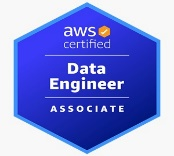 aws
certified
Data
Engineer
ASSOCIATE